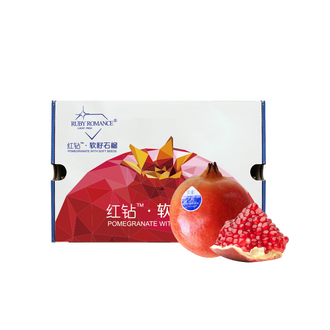 RUBY ROMANCE®
红钻™·软籽石榴
POMEGRANATE WITH SOFT SEEDS
红钻™·软
POMEGRANATE WIT